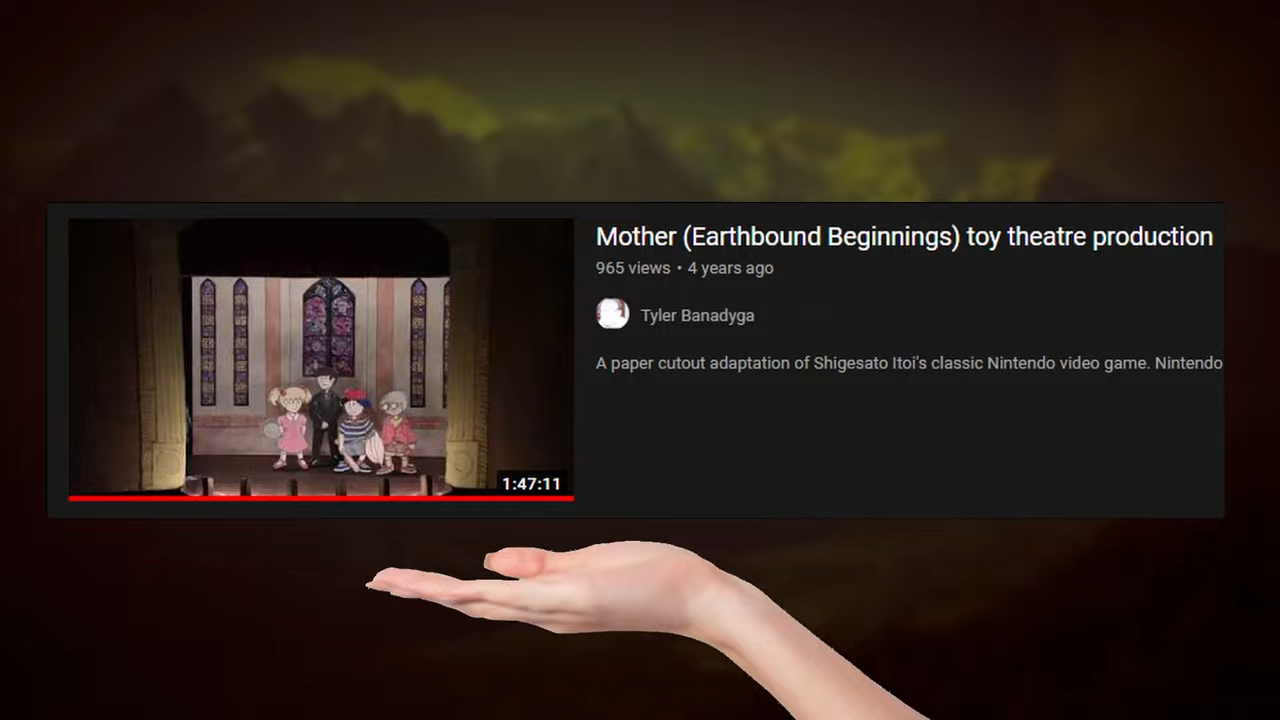 Mother (Earthbound Beginnings) toy theatre production
965 views • 4 years ago
Tyler Banadyga
A paper cutout adaptation of Shigesato Itoi's classic Nintendo video game. Nintendo
1:47:11